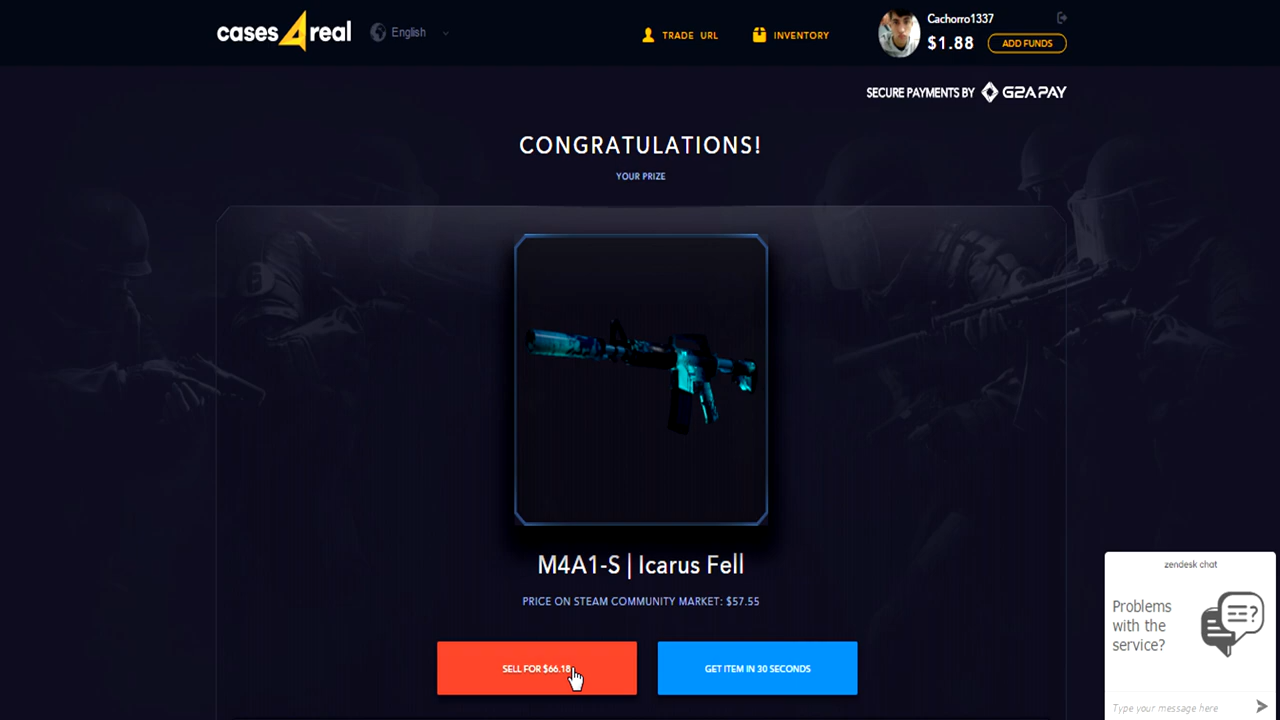 cases4real
English
TRADE URL
INVENTORY
Cachorro1337
$1.88
ADD FUNDS
SECURE PAYMENTS BY G2A PAY
CONGRATULATIONS!
YOUR PRIZE
M4A1-S | Icarus Fell
PRICE ON STEAM COMMUNITY MARKET: $57.55
SELL FOR $66.18
GET ITEM IN 30 SECONDS
zendesk chat
Problems
with the
service?
Type your message here